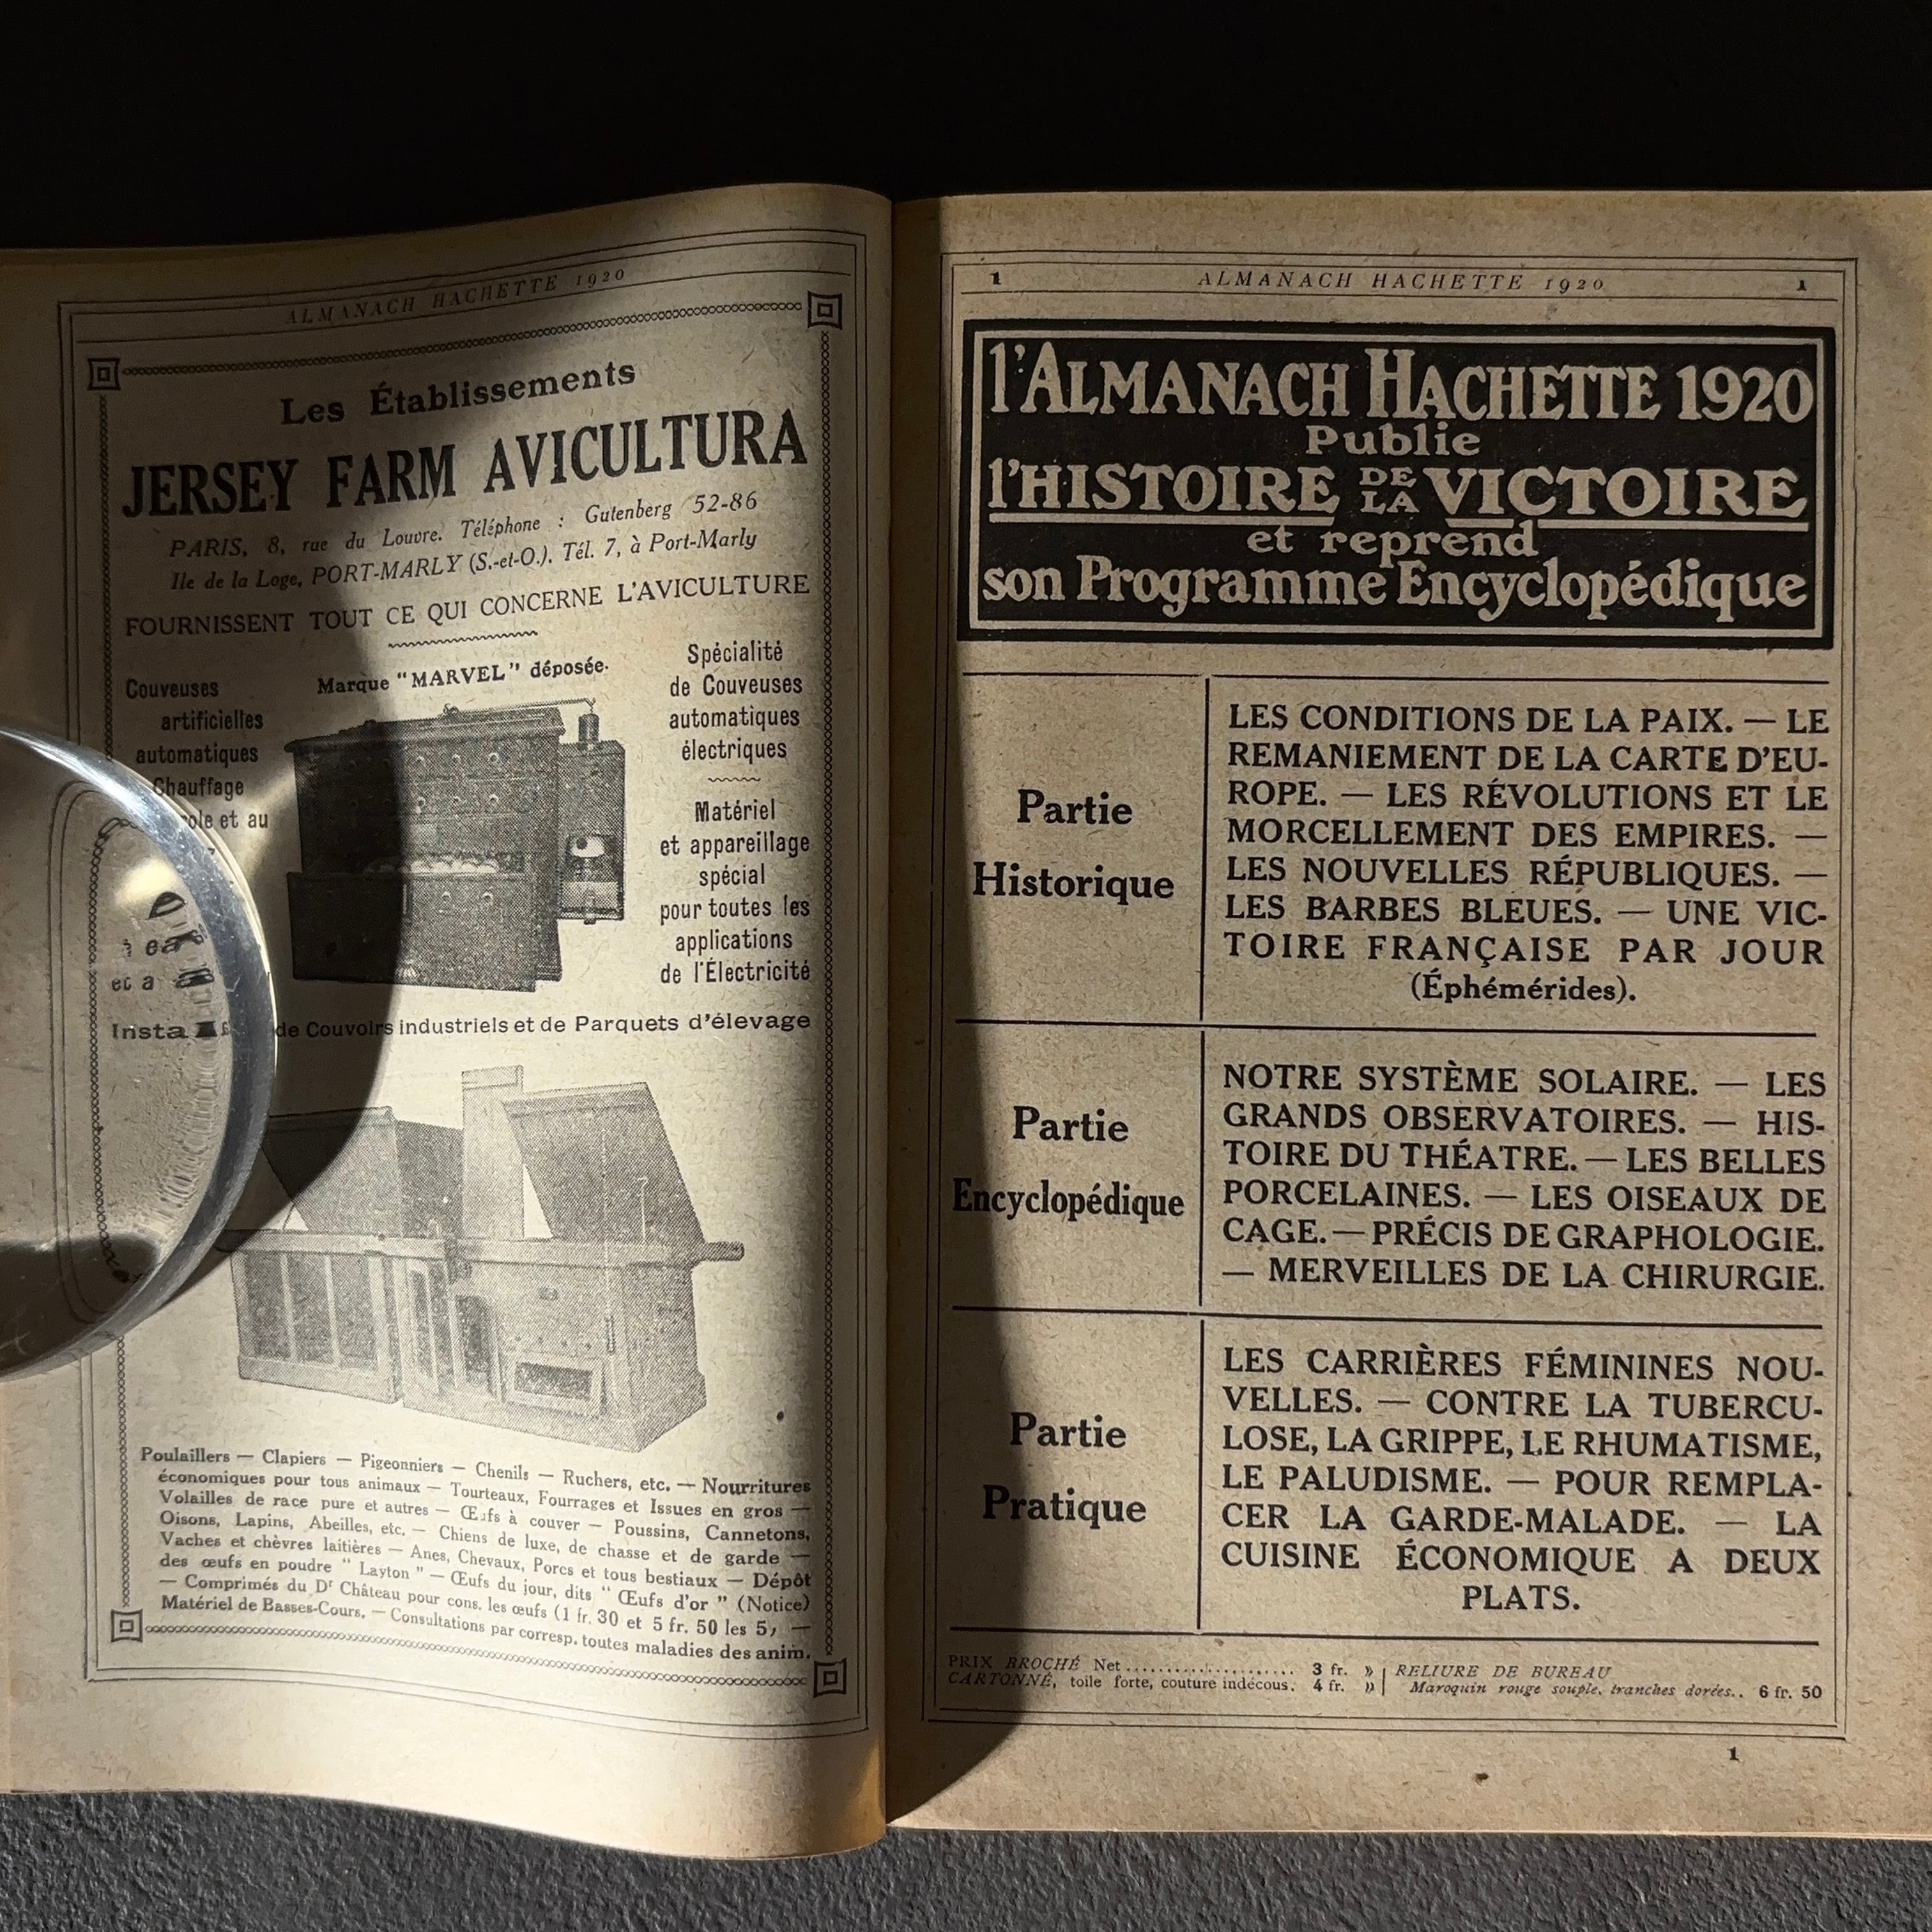 ALMANACH HACHETTE 1920
Les Établissements
JERSEY FARM AVICULTURA
PARIS, 8, rue du Louvre. Téléphone : Gutenberg 52-86
Ile de la Loge, PORT-MARLY (S.-et-O.). Tél. 7, à Port-Marly
FOURNISSENT TOUT CE QUI CONCERNE L'AVICULTURE
Couveuses
artificielles
automatiques
Chauffage
et au
Marque “MARVEL” déposée.
Spécialité
de Couveuses
automatiques
électriques
Matériel
et appareillage
spécial
pour toutes les
applications
de l'Électricité
de Couvoirs industriels et de Parquets d'élevage
Poulaillers — Clapiers — Pigeonniers — Chenils — Ruchers, etc. — Nourritures
économiques pour tous animaux — Tourteaux, Fourrages et Issues en gros —
Volailles de race pure et autres — Œufs à couver — Poussins, Cannetons,
Oisons, Lapins, Abeilles, etc. — Chiens de luxe, de chasse et de garde —
Vaches et chèvres laitières — Anes, Chevaux, Porcs et tous bestiaux — Dépôt
des œufs en poudre “ Layton ” — Œufs du jour, dits “ Œufs d'or ” (Notice)
— Comprimés du Dr Château pour cons. les œufs (1 fr. 30 et 5 fr. 50 les 5, —
Matériel de Basses-Cours. — Consultations par corresp. toutes maladies des anim.
1 ALMANACH HACHETTE 1920 1
l'ALMANACH HACHETTE 1920
Publie
l'HISTOIRE DE LA VICTOIRE
et reprend
son Programme Encyclopédique
Partie
Historique
LES CONDITIONS DE LA PAIX. — LE
REMANIEMENT DE LA CARTE D'EU-
ROPE. — LES RÉVOLUTIONS ET LE
MORCELLEMENT DES EMPIRES. —
LES NOUVELLES RÉPUBLIQUES. —
LES BARBES BLEUES. — UNE VIC-
TOIRE FRANÇAISE PAR JOUR
(Éphémérides).
Partie
Encyclopédique
NOTRE SYSTÈME SOLAIRE. — LES
GRANDS OBSERVATOIRES. — HIS-
TOIRE DU THÉATRE. — LES BELLES
PORCELAINES. — LES OISEAUX DE
CAGE. — PRÉCIS DE GRAPHOLOGIE.
— MERVEILLES DE LA CHIRURGIE.
Partie
Pratique
LES CARRIÈRES FÉMININES NOU-
VELLES. — CONTRE LA TUBERCU-
LOSE, LA GRIPPE, LE RHUMATISME,
LE PALUDISME. — POUR REMPLA-
CER LA GARDE-MALADE. — LA
CUISINE ÉCONOMIQUE A DEUX
PLATS.
PRIX BROCHÉ Net ...................... 3 fr. »
CARTONNÉ, toile forte, couture indécous. 4 fr. »
RELIURE DE BUREAU
Maroquin rouge souple, tranches dorées.. 6 fr. 50
1